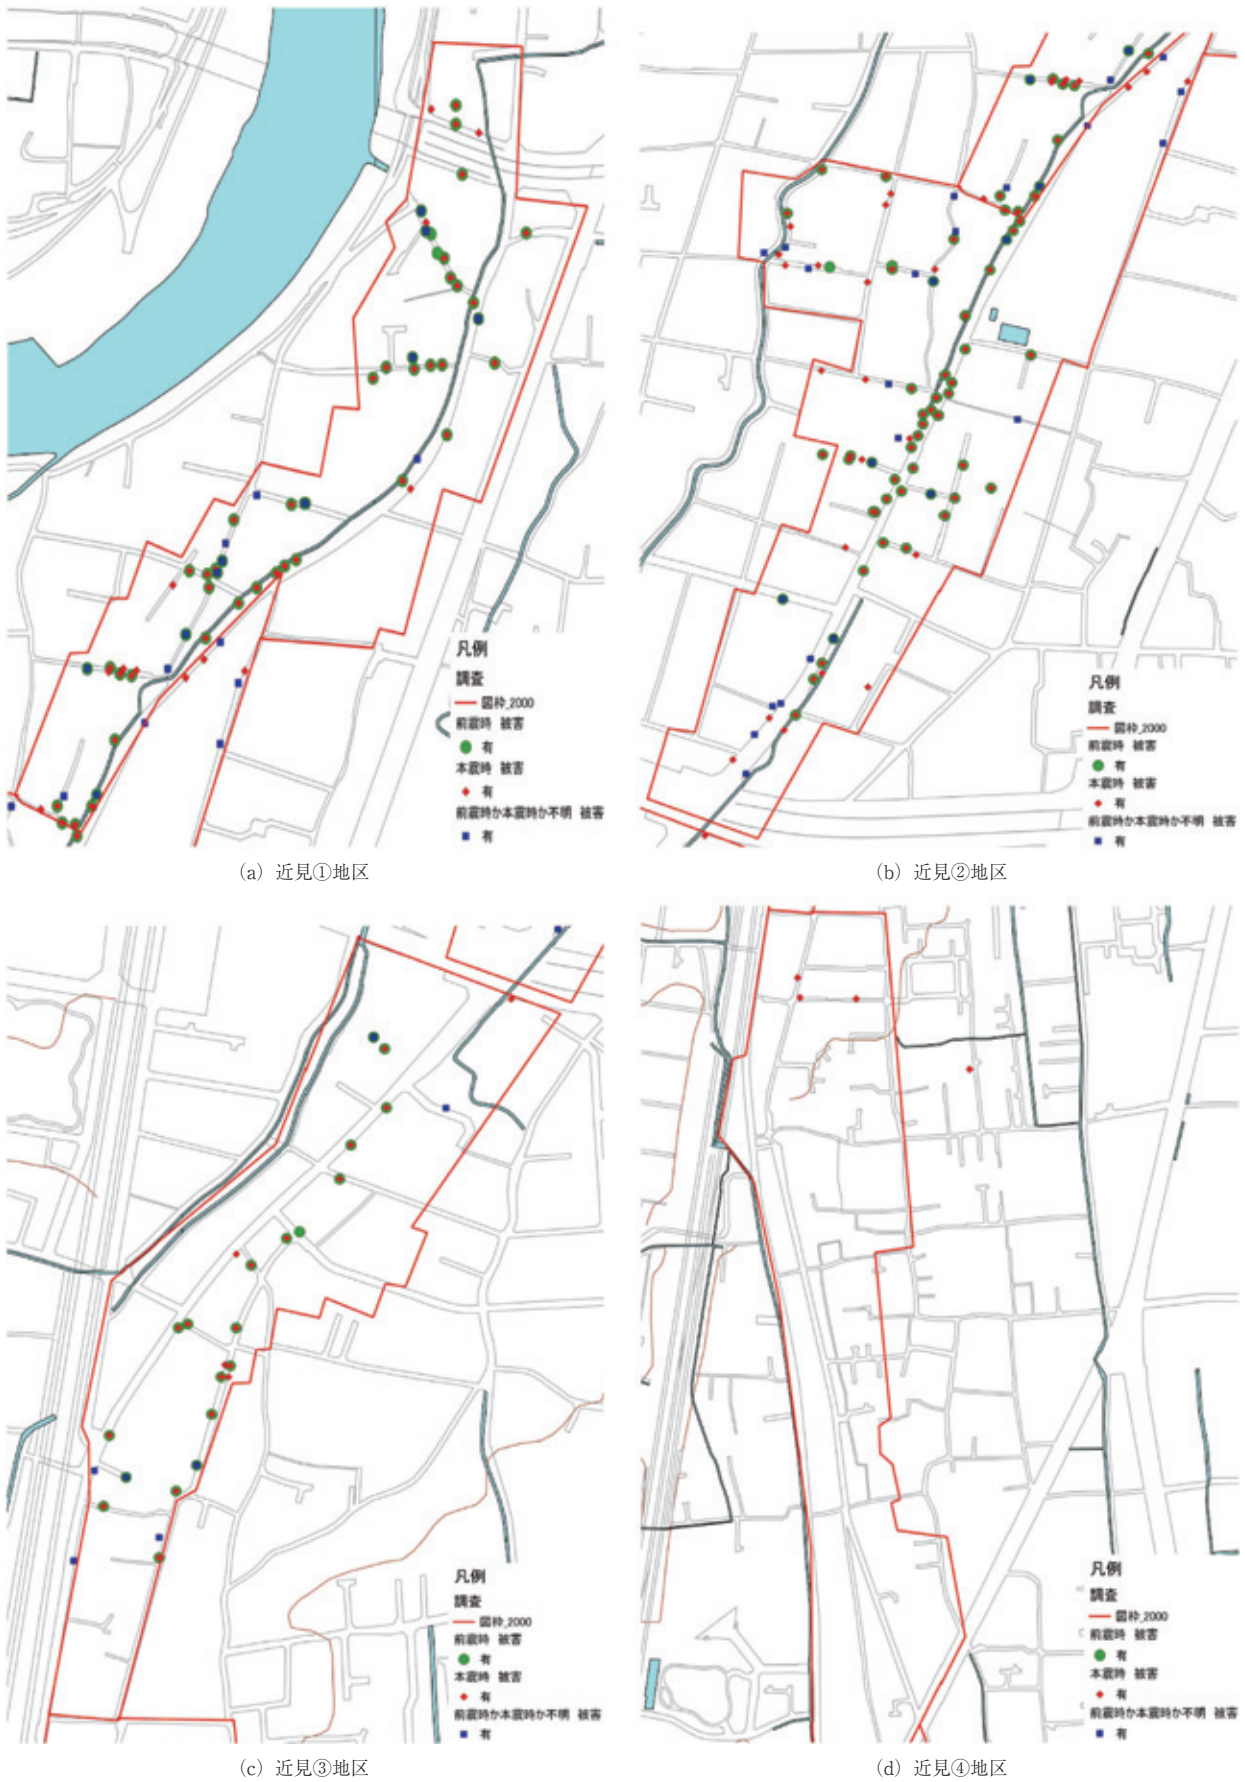 凡例
調査
図枠_2000
前震時 被害
有
本震時 被害
有
前震時か本震時か不明 被害
有
(a) 近見①地区
凡例
調査
図枠_2000
前震時 被害
有
本震時 被害
有
前震時か本震時か不明 被害
有
(b) 近見②地区
凡例
調査
図枠_2000
前震時 被害
有
本震時 被害
有
前震時か本震時か不明 被害
有
(c) 近見③地区
凡例
調査
図枠_2000
前震時 被害
有
本震時 被害
有
前震時か本震時か不明 被害
有
(d) 近見④地区